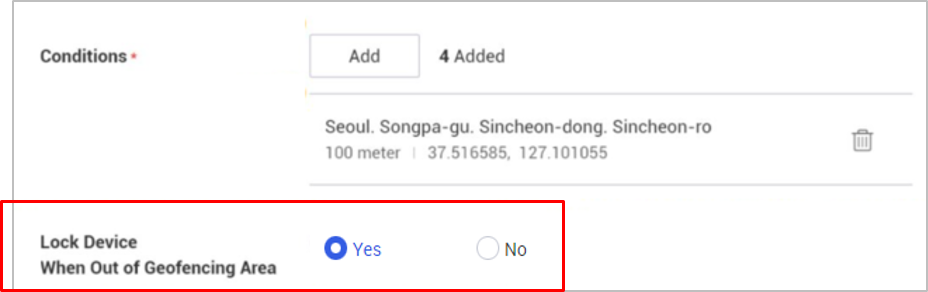 Conditions * Add 4 Added
Seoul. Songpa-gu. Sincheon-dong. Sincheon-ro
100 meter | 37.516585, 127.101055
Lock Device
When Out of Geofencing Area
Yes No